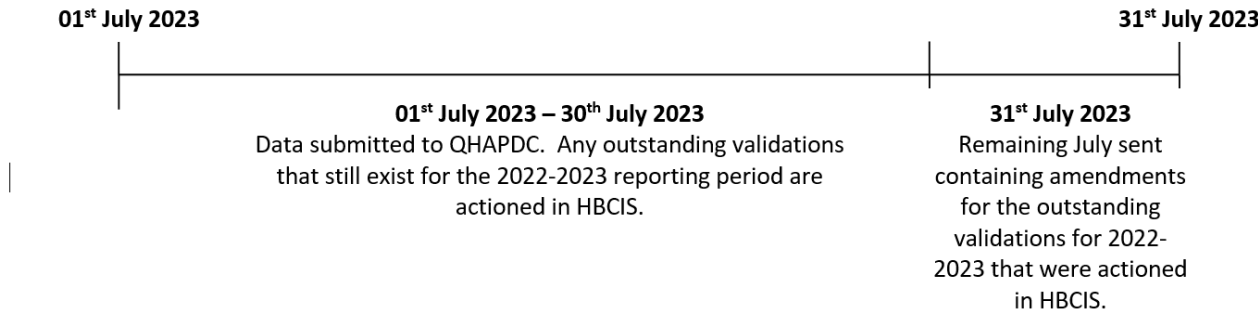 01st July 2023
31st July 2023
01st July 2023 – 30th July 2023
Data submitted to QHAPDC.  Any outstanding validations
that still exist for the 2022-2023 reporting period are
actioned in HBCIS.
31st July 2023
Remaining July sent
containing amendments
for the outstanding
validations for 2022-
2023 that were actioned
in HBCIS.